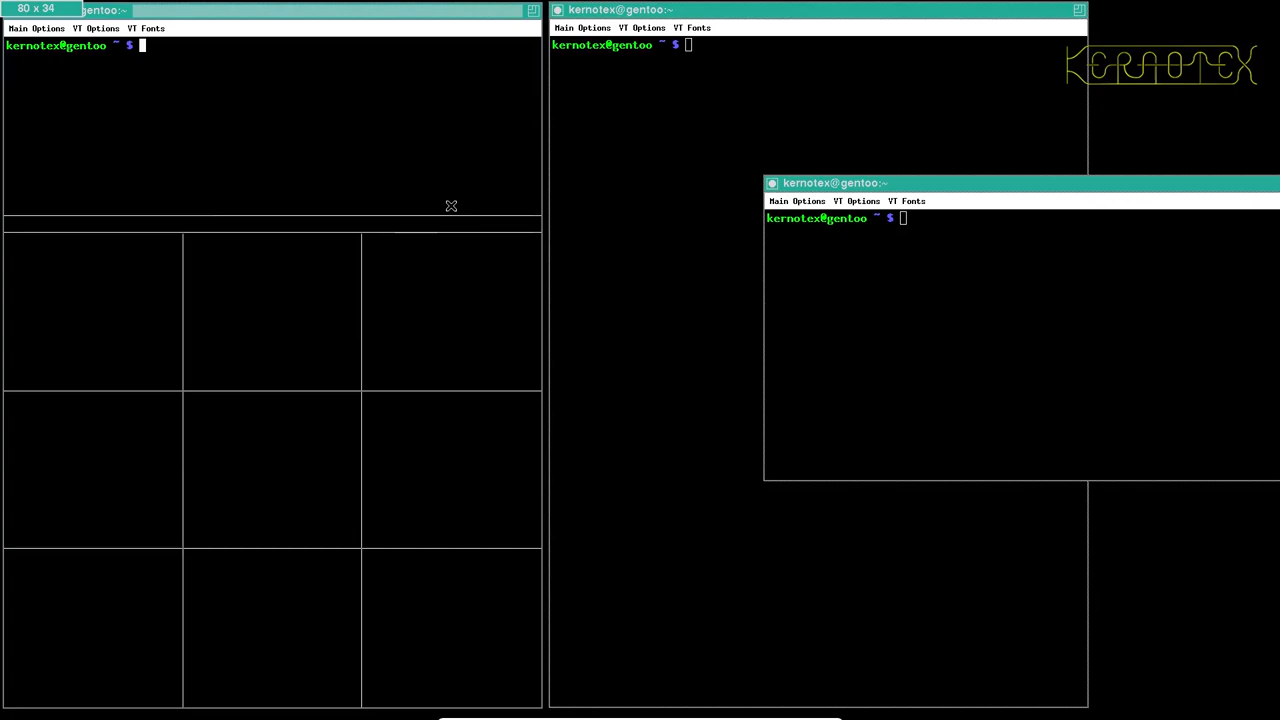 80 x 34
gentoo:~
Main Options VT Options VT Fonts
kernotex@gentoo ~ $
kernotex@gentoo:~
Main Options VT Options VT Fonts
kernotex@gentoo ~ $
KERNOTEX
kernotex@gentoo:~
Main Options VT Options VT Fonts
kernotex@gentoo ~ $